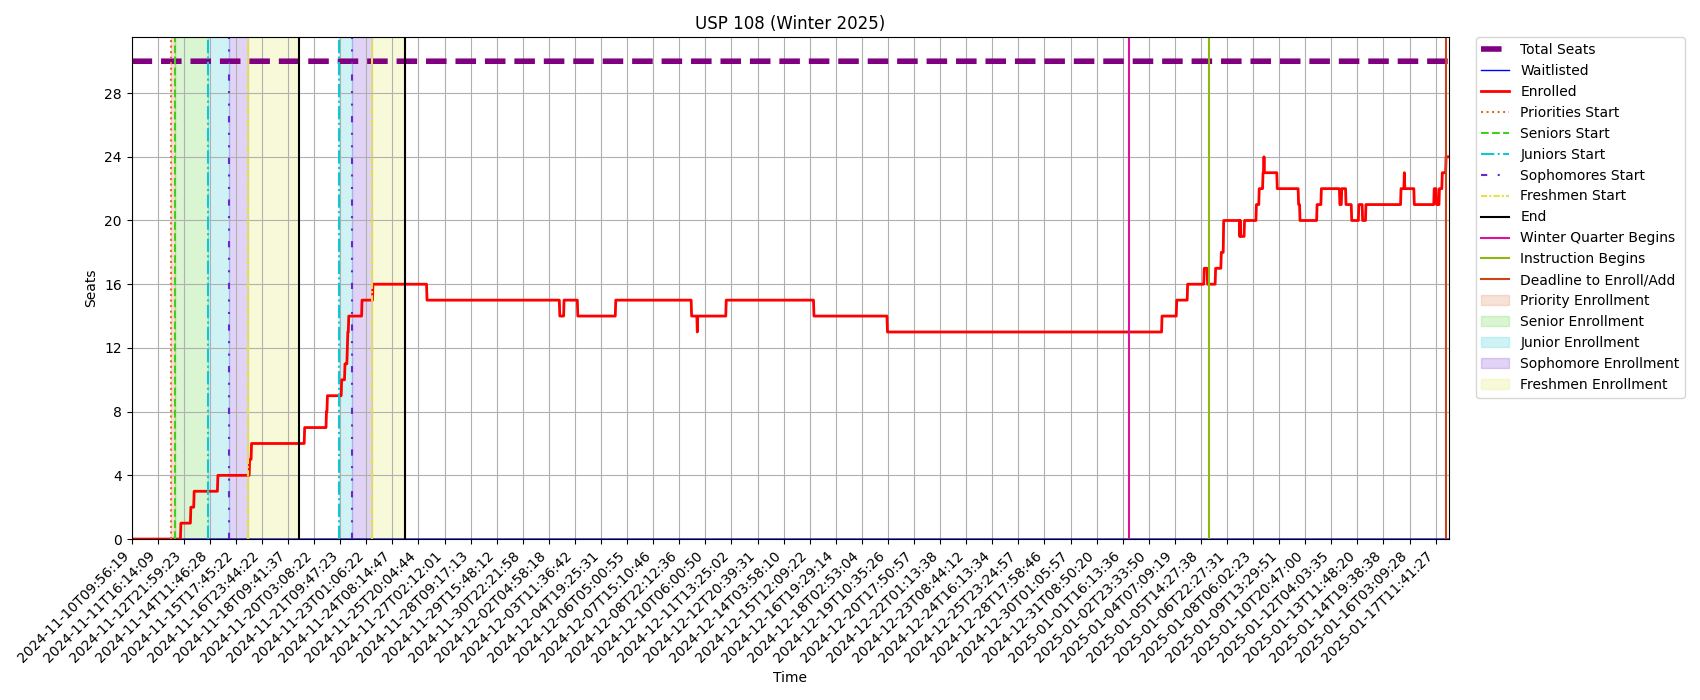 USP 108 (Winter 2025)
Seats
28
24
20
16
12
8
4
0
2024-11-10T09:56:19
2024-11-11T16:14:09
2024-11-12T21:59:23
2024-11-14T11:46:28
2024-11-15T17:45:22
2024-11-16T23:44:22
2024-11-18T09:41:37
2024-11-20T03:08:22
2024-11-21T09:47:23
2024-11-23T01:06:22
2024-11-24T08:14:47
2024-11-25T20:04:44
2024-11-27T02:12:01
2024-11-28T09:17:13
2024-11-29T15:48:12
2024-11-30T22:21:58
2024-12-02T04:58:18
2024-12-03T11:36:42
2024-12-04T19:25:31
2024-12-06T05:00:55
2024-12-07T15:10:46
2024-12-08T22:12:36
2024-12-10T06:00:50
2024-12-11T13:25:02
2024-12-12T20:39:31
2024-12-14T03:58:10
2024-12-15T12:09:22
2024-12-16T19:29:14
2024-12-18T02:53:04
2024-12-19T10:35:26
2024-12-20T17:50:57
2024-12-22T01:13:38
2024-12-23T08:44:12
2024-12-24T16:13:34
2024-12-25T23:24:57
2024-12-28T17:58:46
2024-12-30T01:05:57
2024-12-31T08:50:20
2025-01-01T16:13:36
2025-01-02T23:33:50
2025-01-04T07:09:19
2025-01-05T14:27:38
2025-01-06T22:27:31
2025-01-08T06:02:23
2025-01-09T13:29:51
2025-01-10T20:47:00
2025-01-12T04:03:35
2025-01-13T11:48:20
2025-01-14T19:38:38
2025-01-16T03:09:28
2025-01-17T11:41:27
Time
Total Seats
Waitlisted
Enrolled
Priorities Start
Seniors Start
Juniors Start
Sophomores Start
Freshmen Start
End
Winter Quarter Begins
Instruction Begins
Deadline to Enroll/Add
Priority Enrollment
Senior Enrollment
Junior Enrollment
Sophomore Enrollment
Freshmen Enrollment